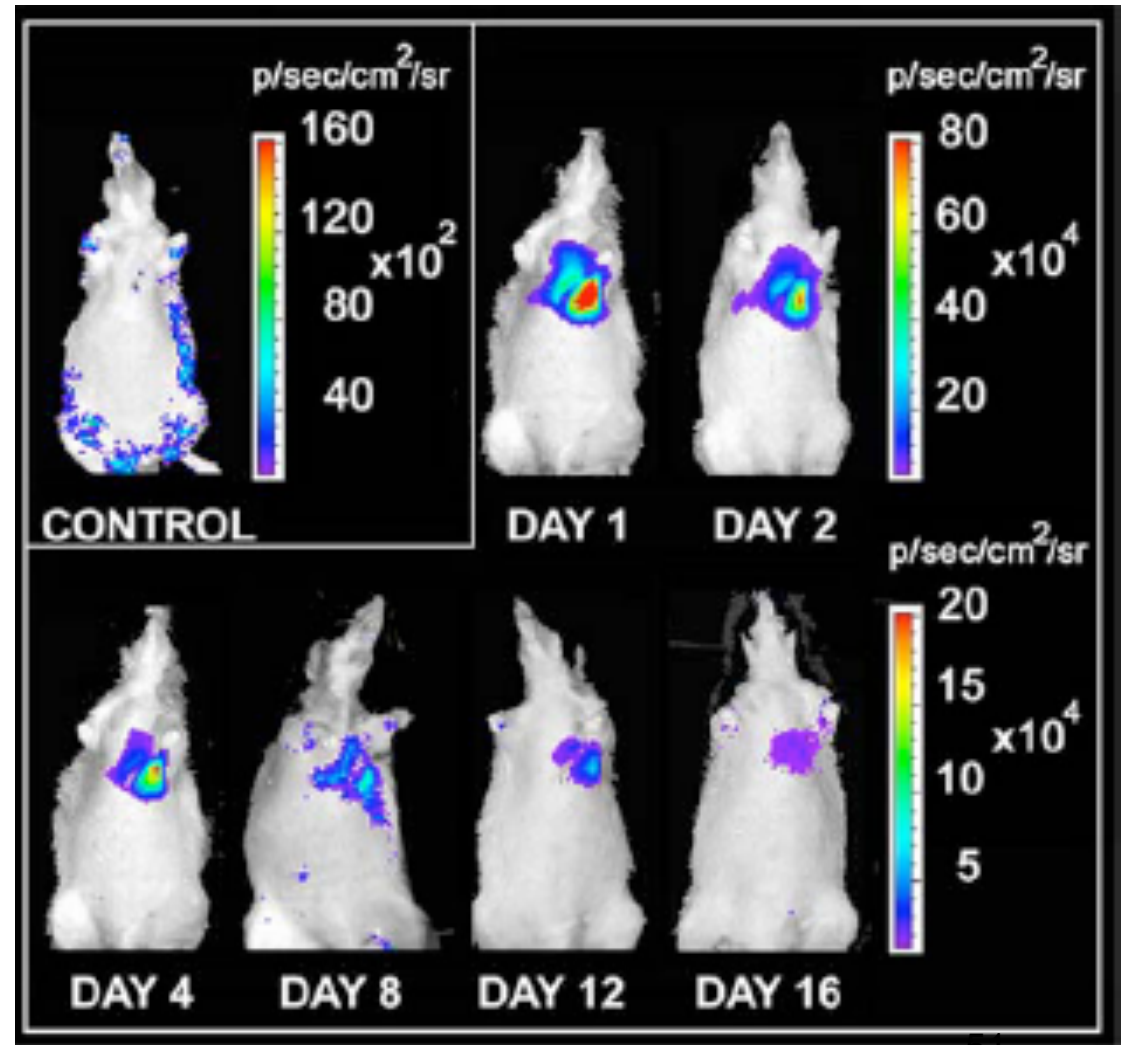 p/sec/cm²/sr
160
120
x10²
80
40
CONTROL
p/sec/cm²/sr
80
60
x10⁴
40
20
DAY 1
DAY 2
p/sec/cm²/sr
20
15
x10⁴
10
5
DAY 4
DAY 8
DAY 12
DAY 16